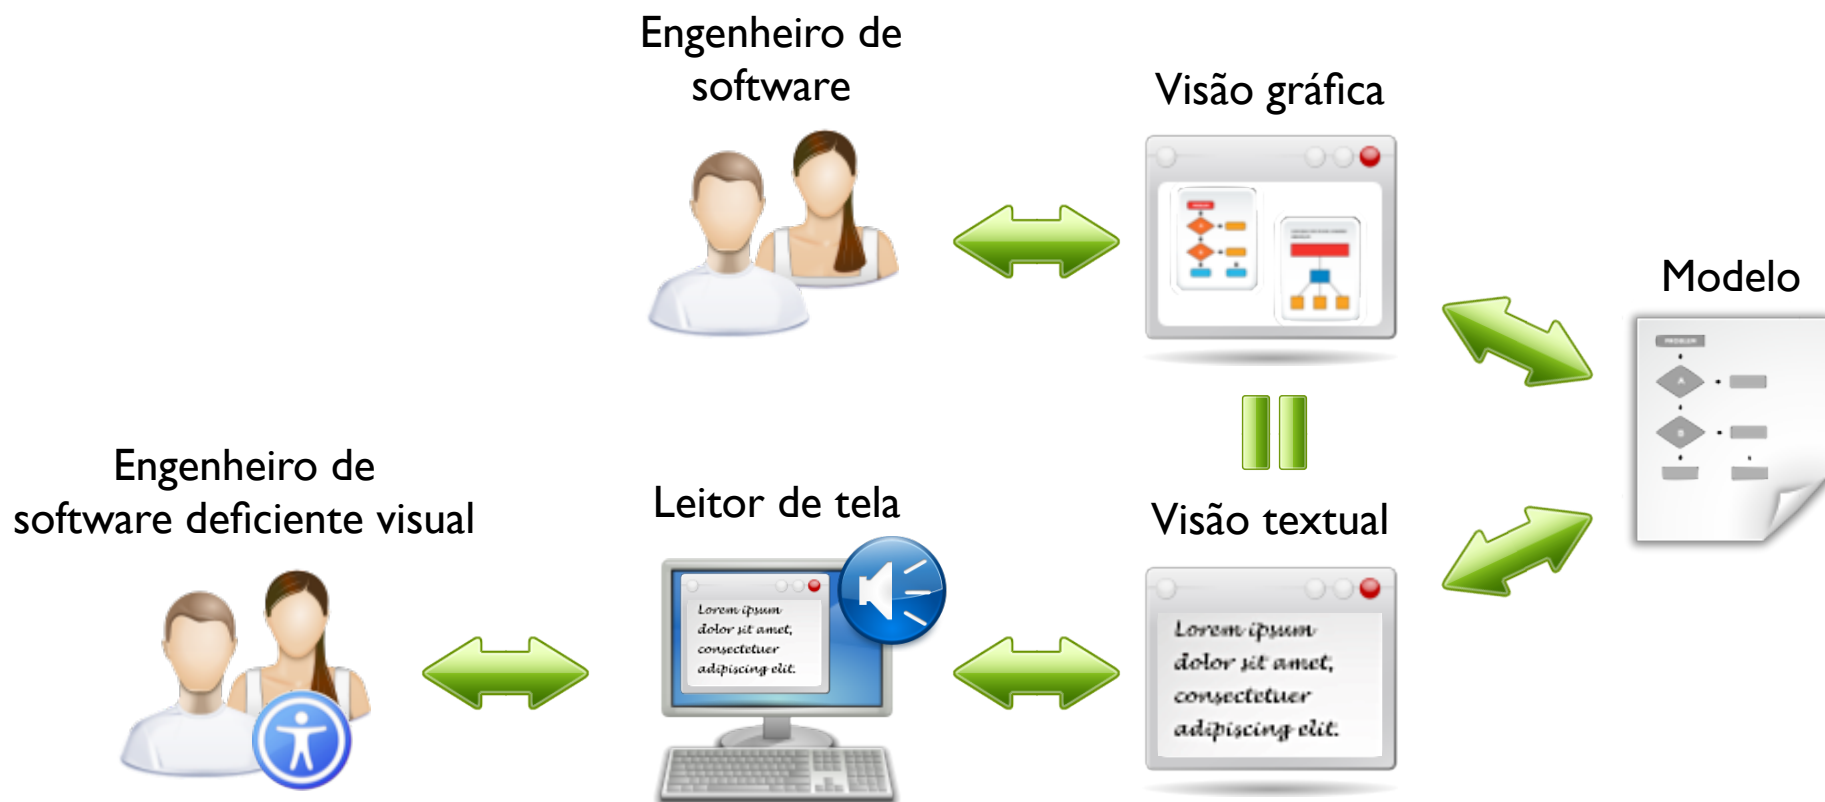 Engenheiro de
software
Visão gráfica
Modelo
PROBLEM
A
B
Engenheiro de
software deficiente visual
Leitor de tela
Lorem ipsum
dolor sit amet,
consectetuer
adipiscing elit.
Visão textual
Lorem ipsum
dolor sit amet,
consectetuer
adipiscing elit.